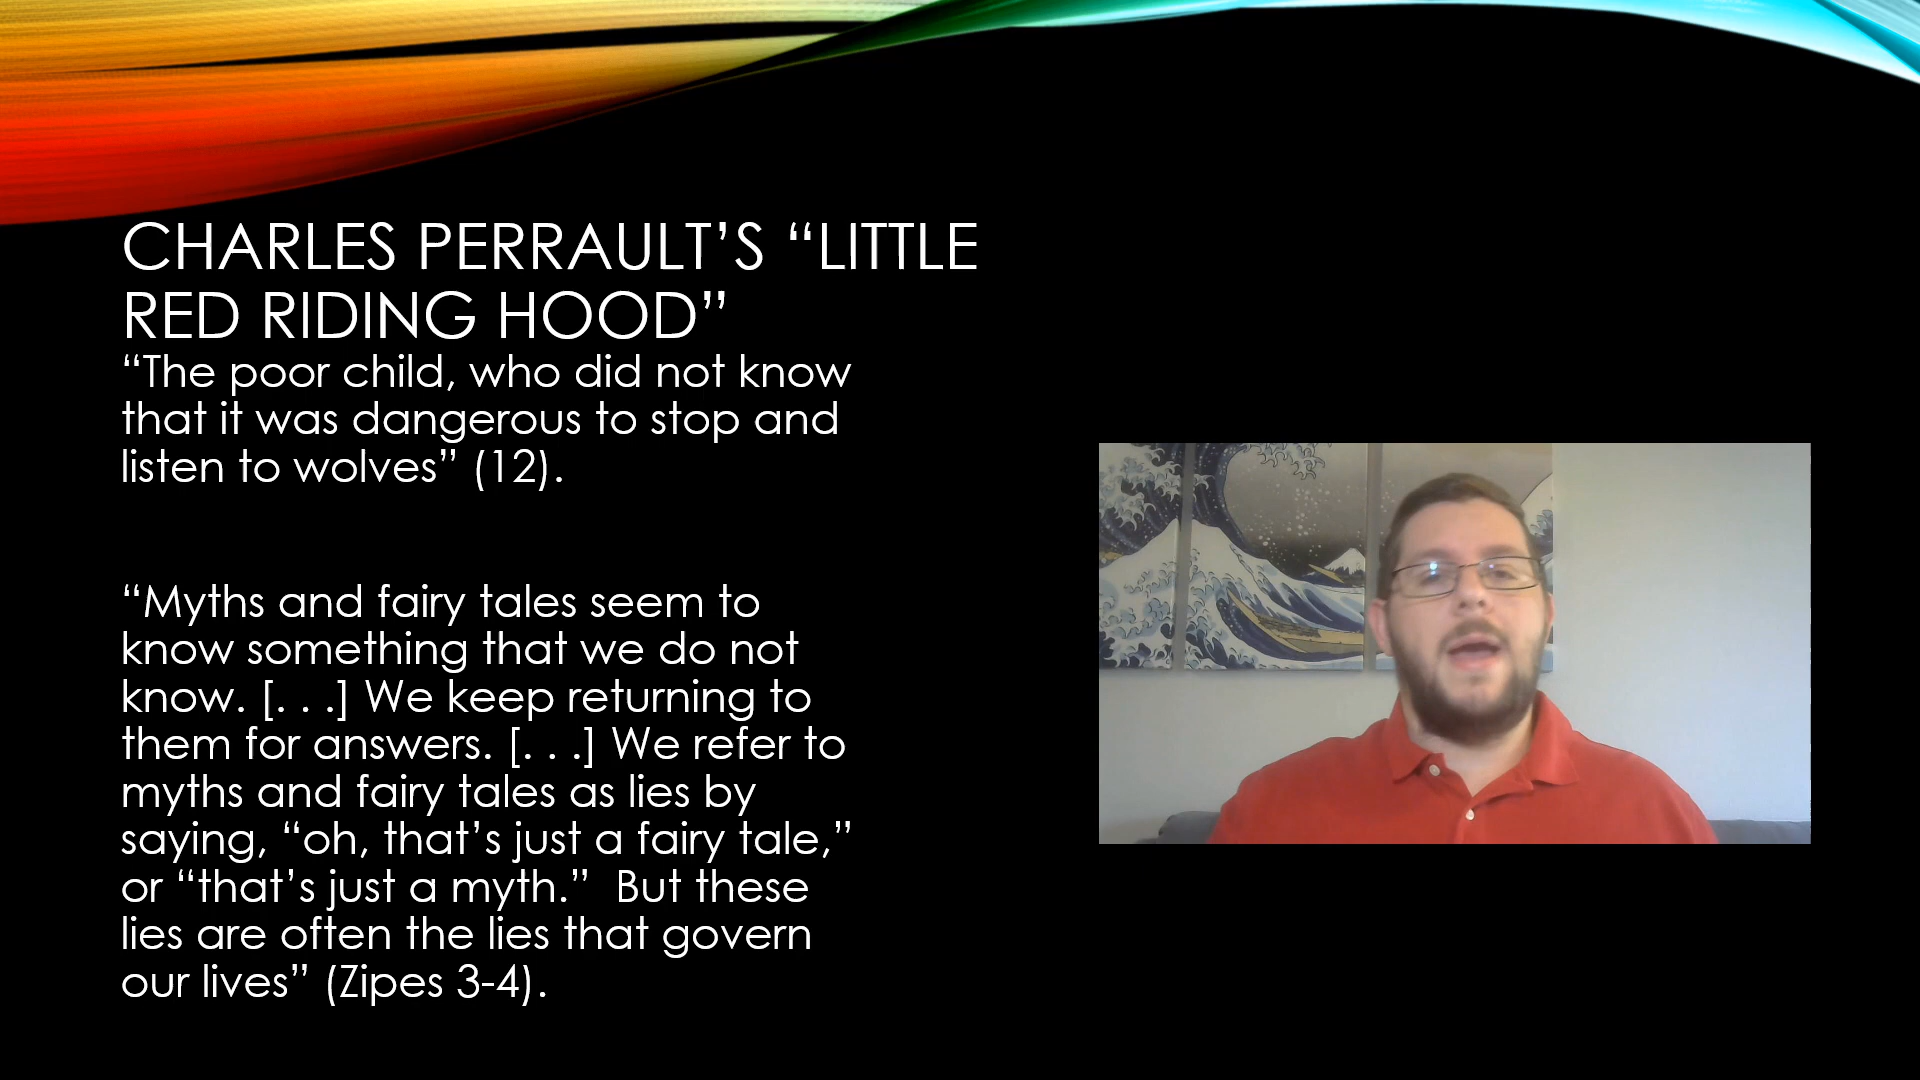 CHARLES PERRAULT’S “LITTLE
RED RIDING HOOD”
“The poor child, who did not know
that it was dangerous to stop and
listen to wolves” (12).
“Myths and fairy tales seem to
know something that we do not
know. [. . .] We keep returning to
them for answers. [. . .] We refer to
myths and fairy tales as lies by
saying, “oh, that’s just a fairy tale,”
or “that’s just a myth.”  But these
lies are often the lies that govern
our lives” (Zipes 3-4).